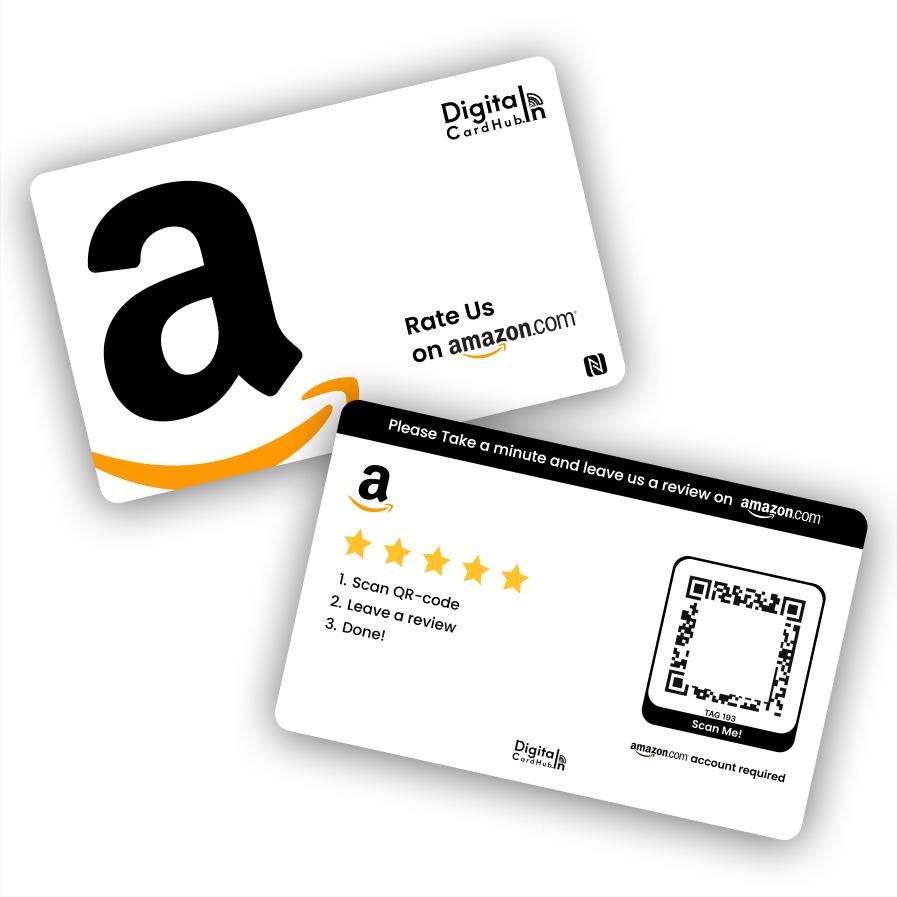 Digital In
CardHub.
a
Rate Us
on amazon.com
N
Please Take a minute and leave us a review on amazon.com
a
1. Scan QR-code
2. Leave a review
3. Done!
TAG 193
Scan Me!
amazon.com account required
Digital In
CardHub.